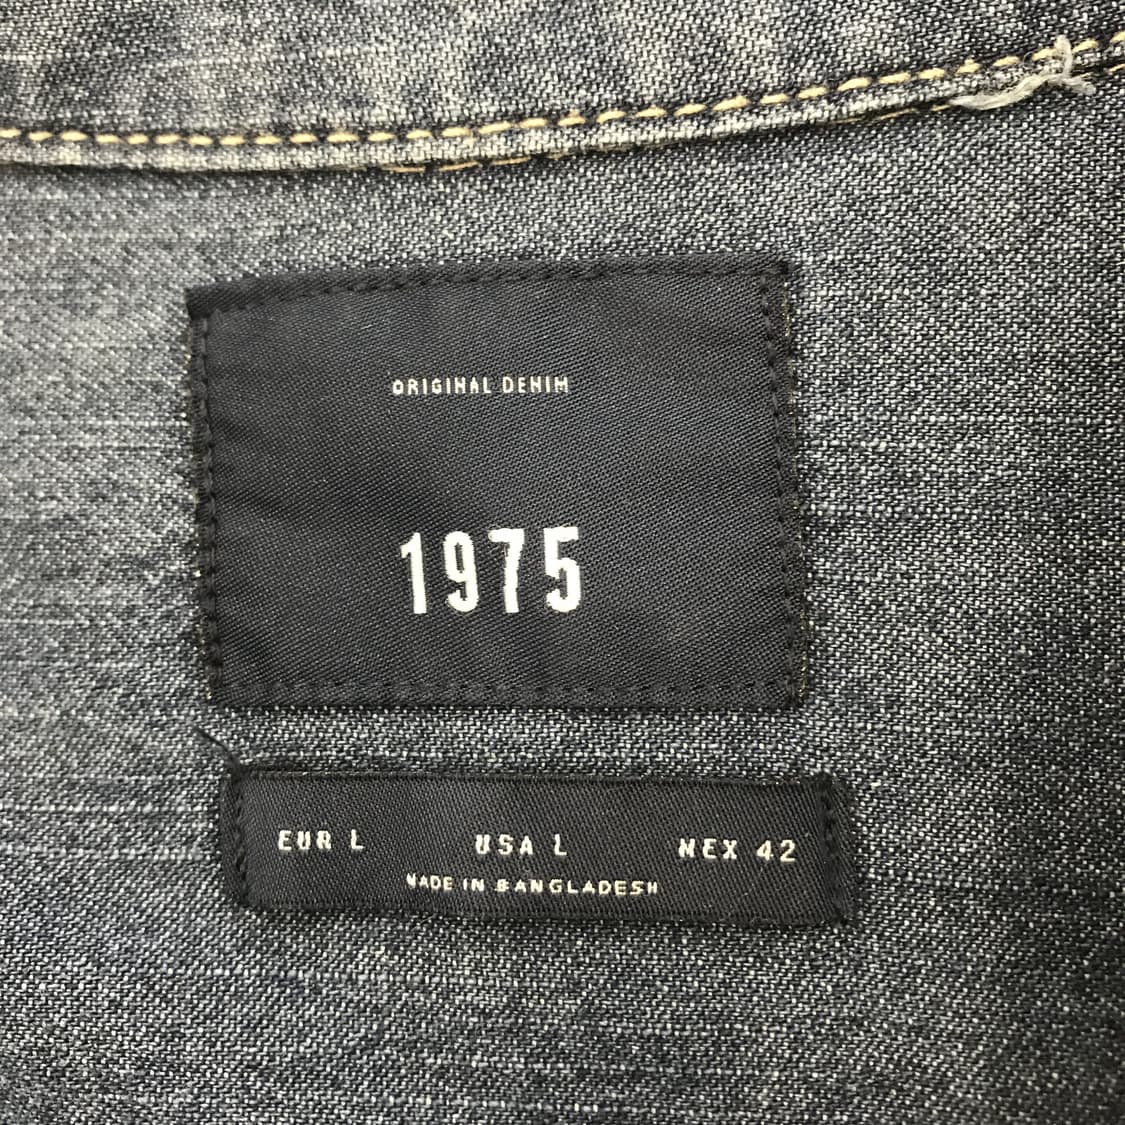 ORIGINAL DENIM
1975
EUR L USA L MEX 42
MADE IN BANGLADESH